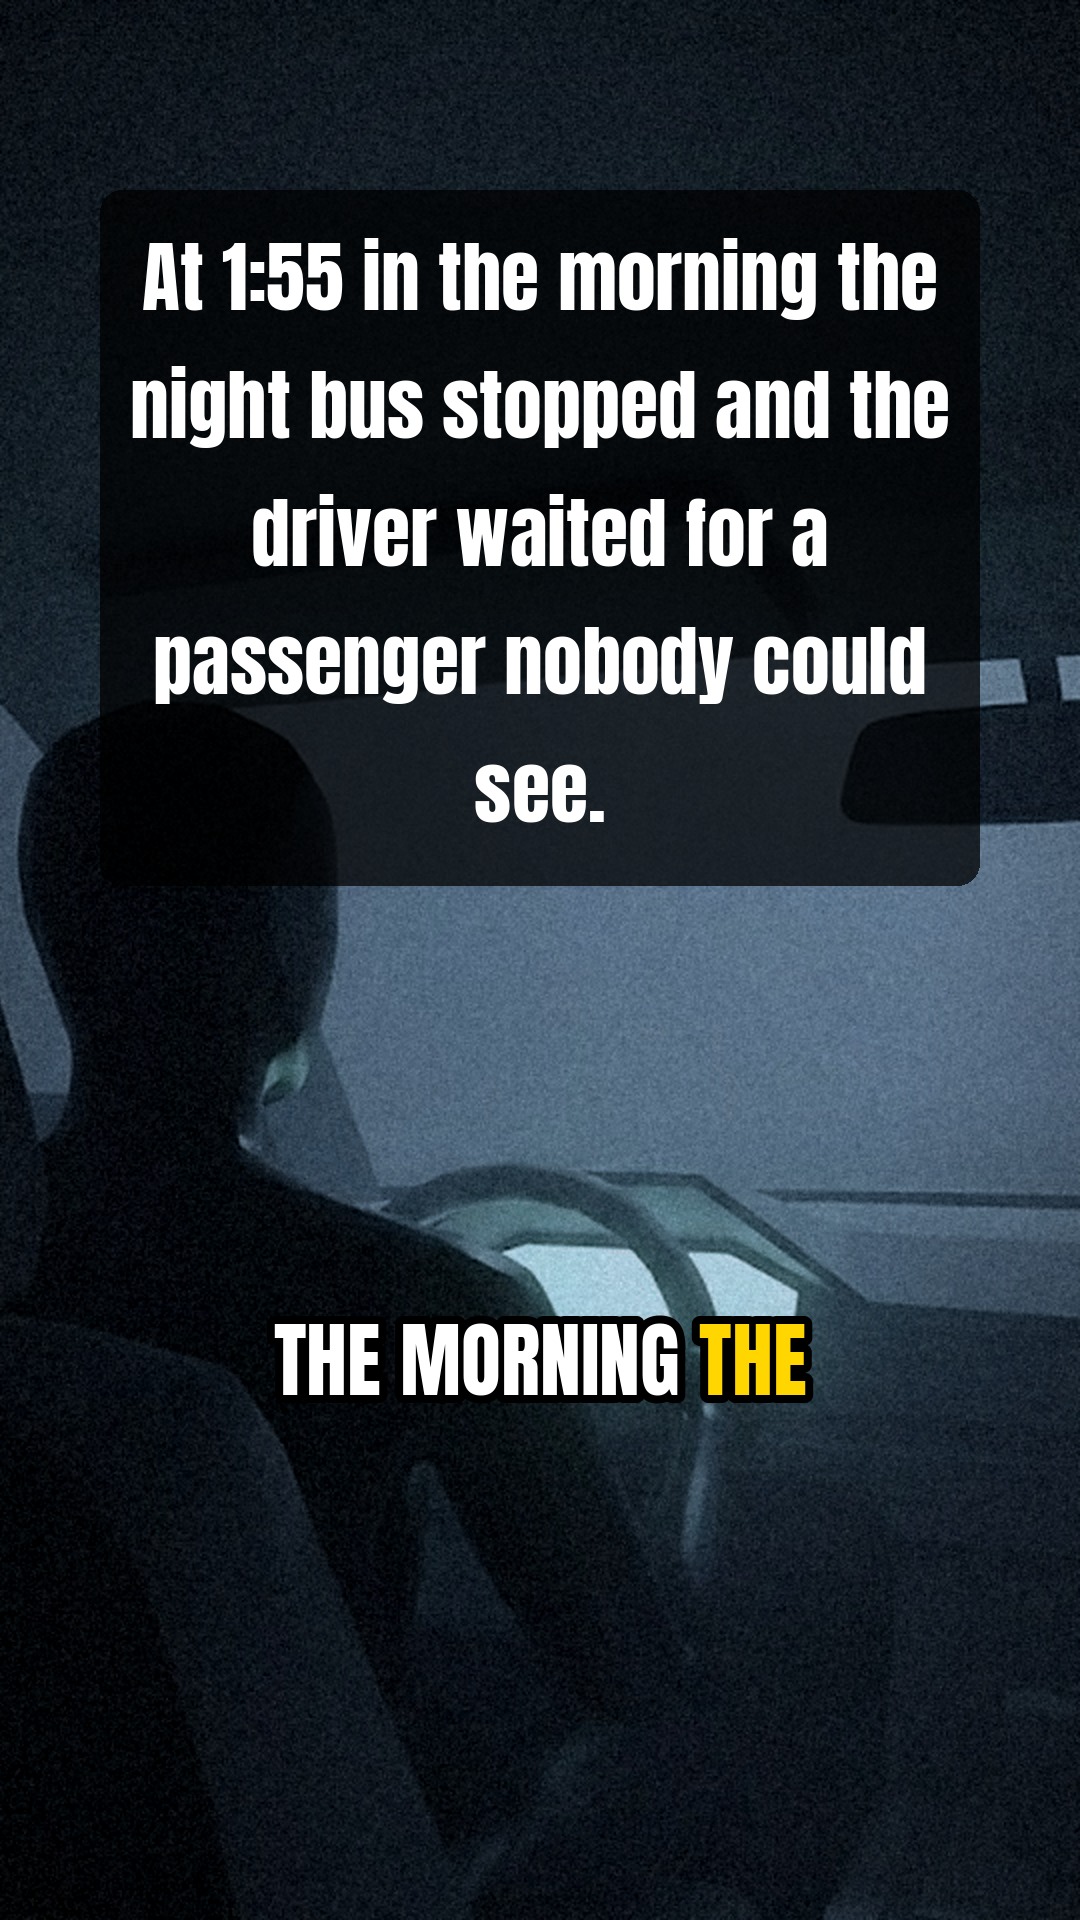 At 1:55 in the morning the
night bus stopped and the
driver waited for a
passenger nobody could
see.
THE MORNING THE